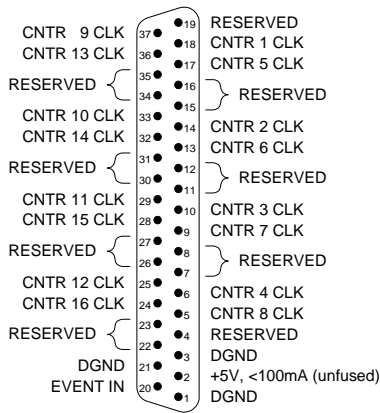 19 RESERVED
CNTR 9 CLK 37
18 CNTR 1 CLK
CNTR 13 CLK 36
17 CNTR 5 CLK
35
RESERVED
34
16
RESERVED
15
CNTR 10 CLK 33
14 CNTR 2 CLK
CNTR 14 CLK 32
13 CNTR 6 CLK
31
RESERVED
30
12
RESERVED
11
CNTR 11 CLK 29
10 CNTR 3 CLK
CNTR 15 CLK 28
9 CNTR 7 CLK
27
RESERVED
26
8
RESERVED
7
CNTR 12 CLK 25
6 CNTR 4 CLK
CNTR 16 CLK 24
5 CNTR 8 CLK
23
RESERVED
22
4 RESERVED
3 DGND
DGND 21
2 +5V, <100mA (unfused)
EVENT IN 20
1 DGND